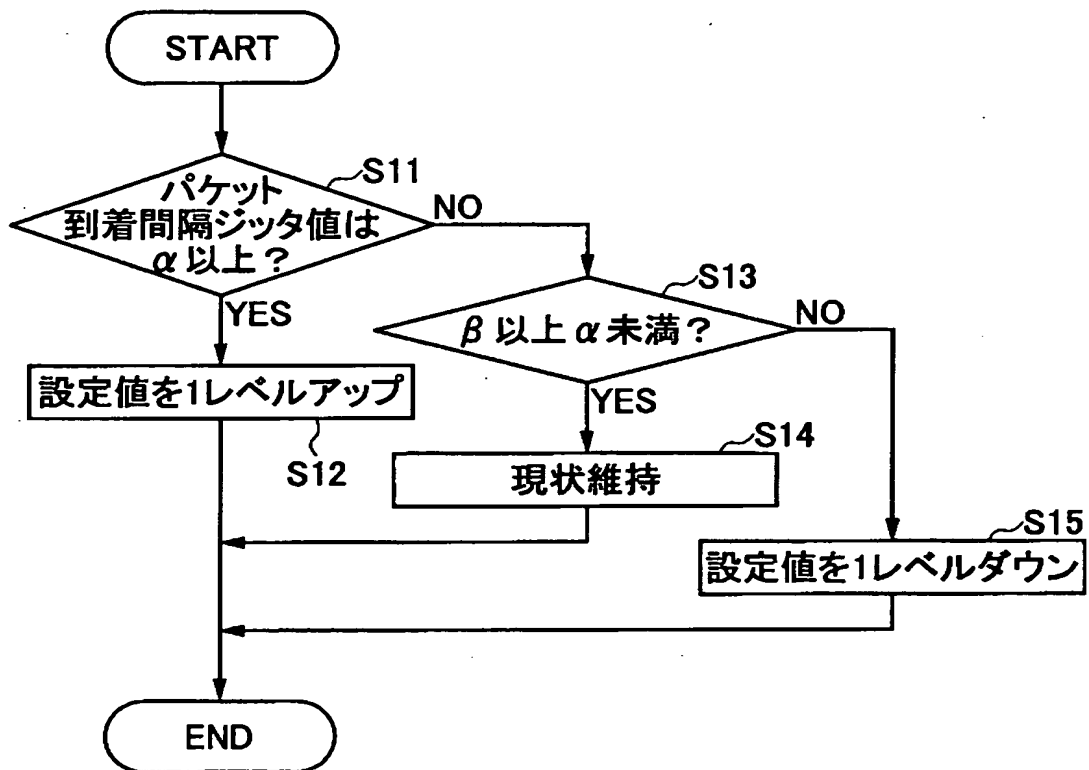 START
S11
パケット
到着間隔ジッタ値は
α以上？
NO
YES
S13
β以上α未満？
NO
設定値を1レベルアップ
S12
YES
S14
現状維持
S15
設定値を1レベルダウン
END